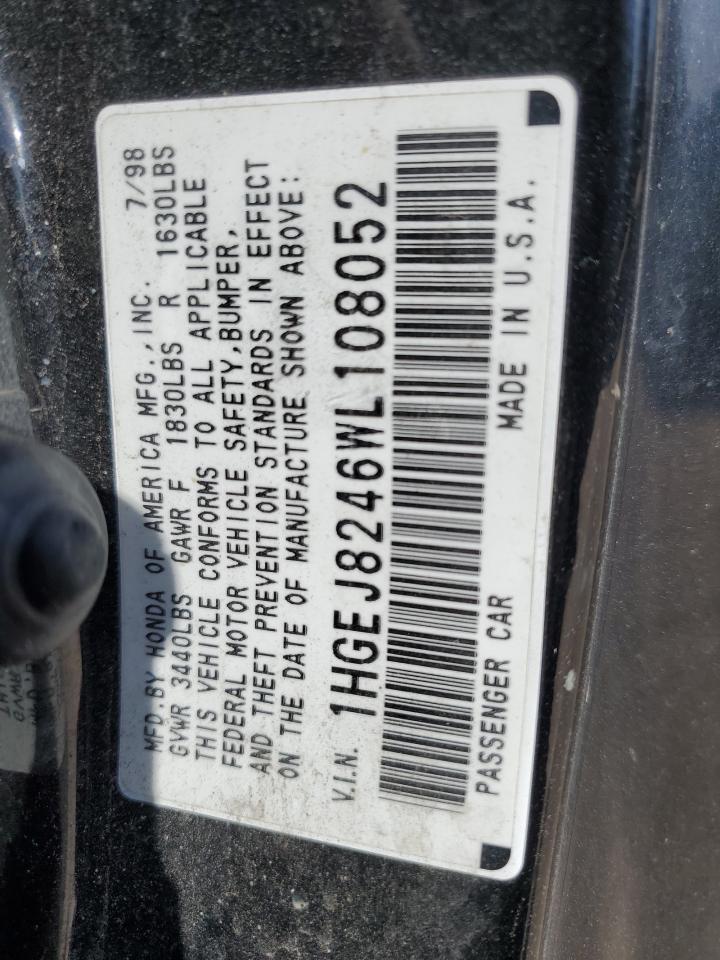 MFD.BY HONDA OF AMERICA MFG.,INC. 7/98
GVWR 3440LBS GAWR F 1830LBS R 1630LBS
THIS VEHICLE CONFORMS TO ALL APPLICABLE
FEDERAL MOTOR VEHICLE SAFETY,BUMPER,
AND THEFT PREVENTION STANDARDS IN EFFECT
ON THE DATE OF MANUFACTURE SHOWN ABOVE:
V.I.N. 1HGEJ8246WL108052
PASSENGER CAR MADE IN U.S.A.